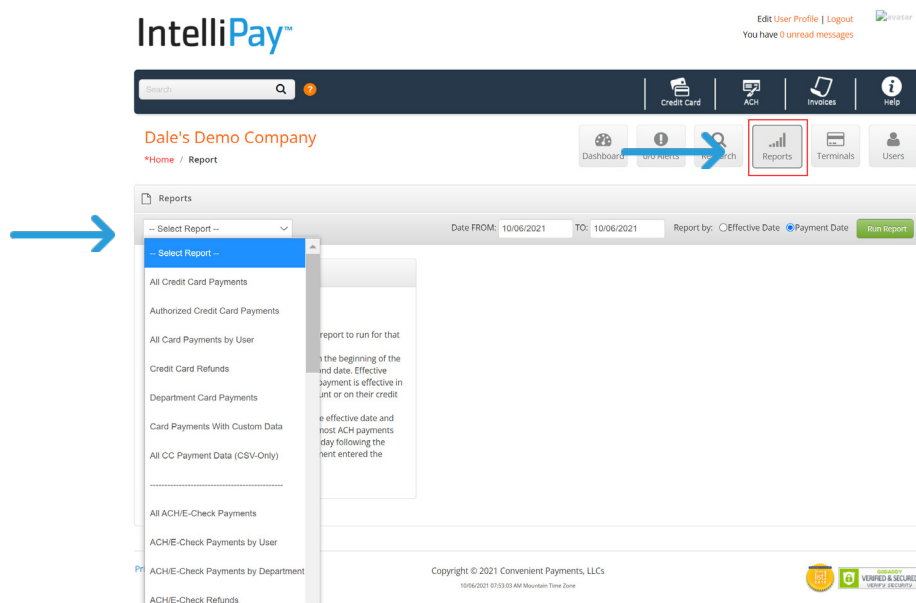 IntelliPay™
Edit User Profile | Logout
You have 0 unread messages
avatar
Search
?
Credit Card
ACH
Invoices
Help
Dale's Demo Company
*Home / Report
Dashboard
Alerts
Reports
Terminals
Users
Reports
-- Select Report --
Date FROM: 10/06/2021 TO: 10/06/2021 Report by: Effective Date Payment Date Run Report
-- Select Report --
All Credit Card Payments
Authorized Credit Card Payments
All Card Payments by User
Credit Card Refunds
Department Card Payments
Card Payments With Custom Data
All CC Payment Data (CSV-Only)
----------------------------------------------
All ACH/E-Check Payments
ACH/E-Check Payments by User
ACH/E-Check Payments by Department
ACH/E-Check Refunds
report to run for that
the beginning of the
and date. Effective
payment is effective in
unt or on their credit
e effective date and
most ACH payments
day following the
ment entered the
Pr
Copyright © 2021 Convenient Payments, LLCs
10/06/2021 07:53:03 AM Mountain Time Zone
GODADDY
VERIFIED & SECURED
VERIFY SECURITY